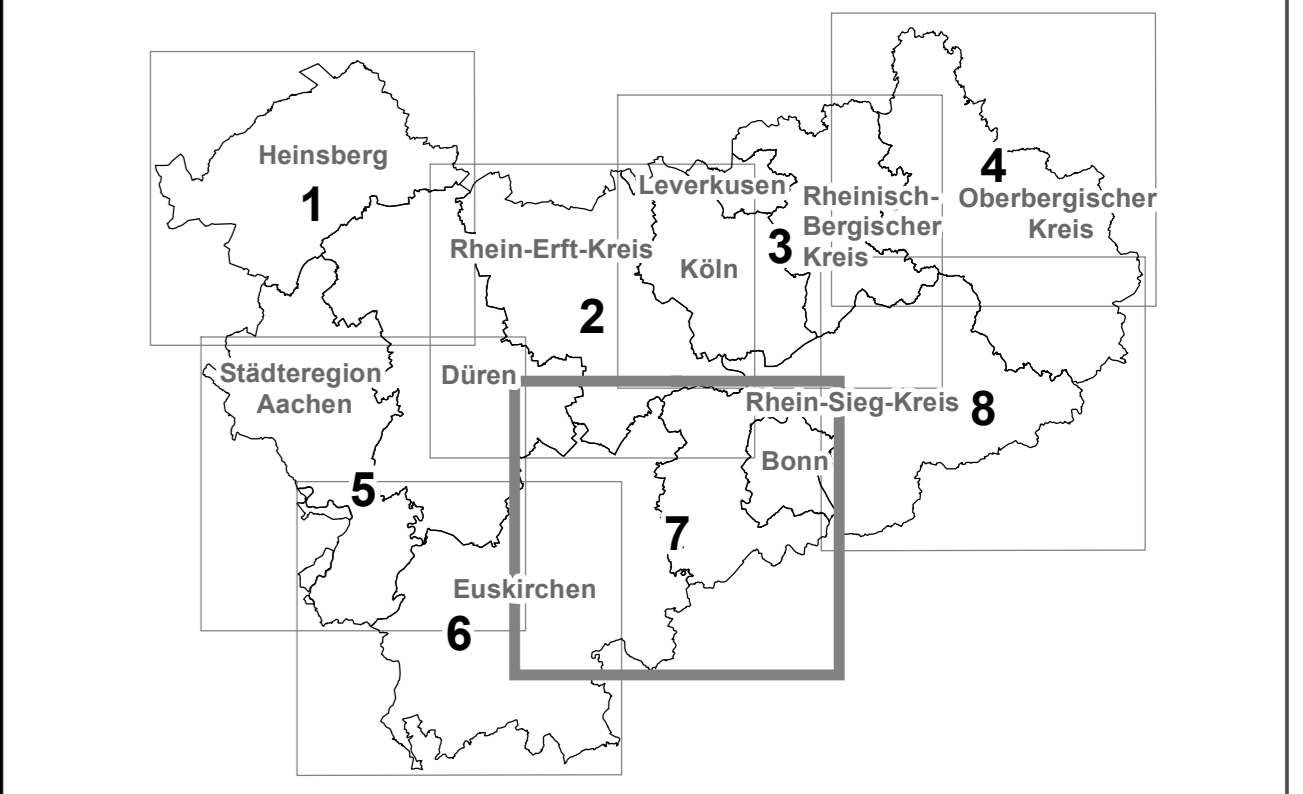 Heinsberg
1
Leverkusen
4
Rheinisch-
Bergischer
Kreis
Oberbergischer
Kreis
Rhein-Erft-Kreis
3
Köln
2
Städteregion
Aachen
Düren
Rhein-Sieg-Kreis
8
Bonn
5
7
Euskirchen
6